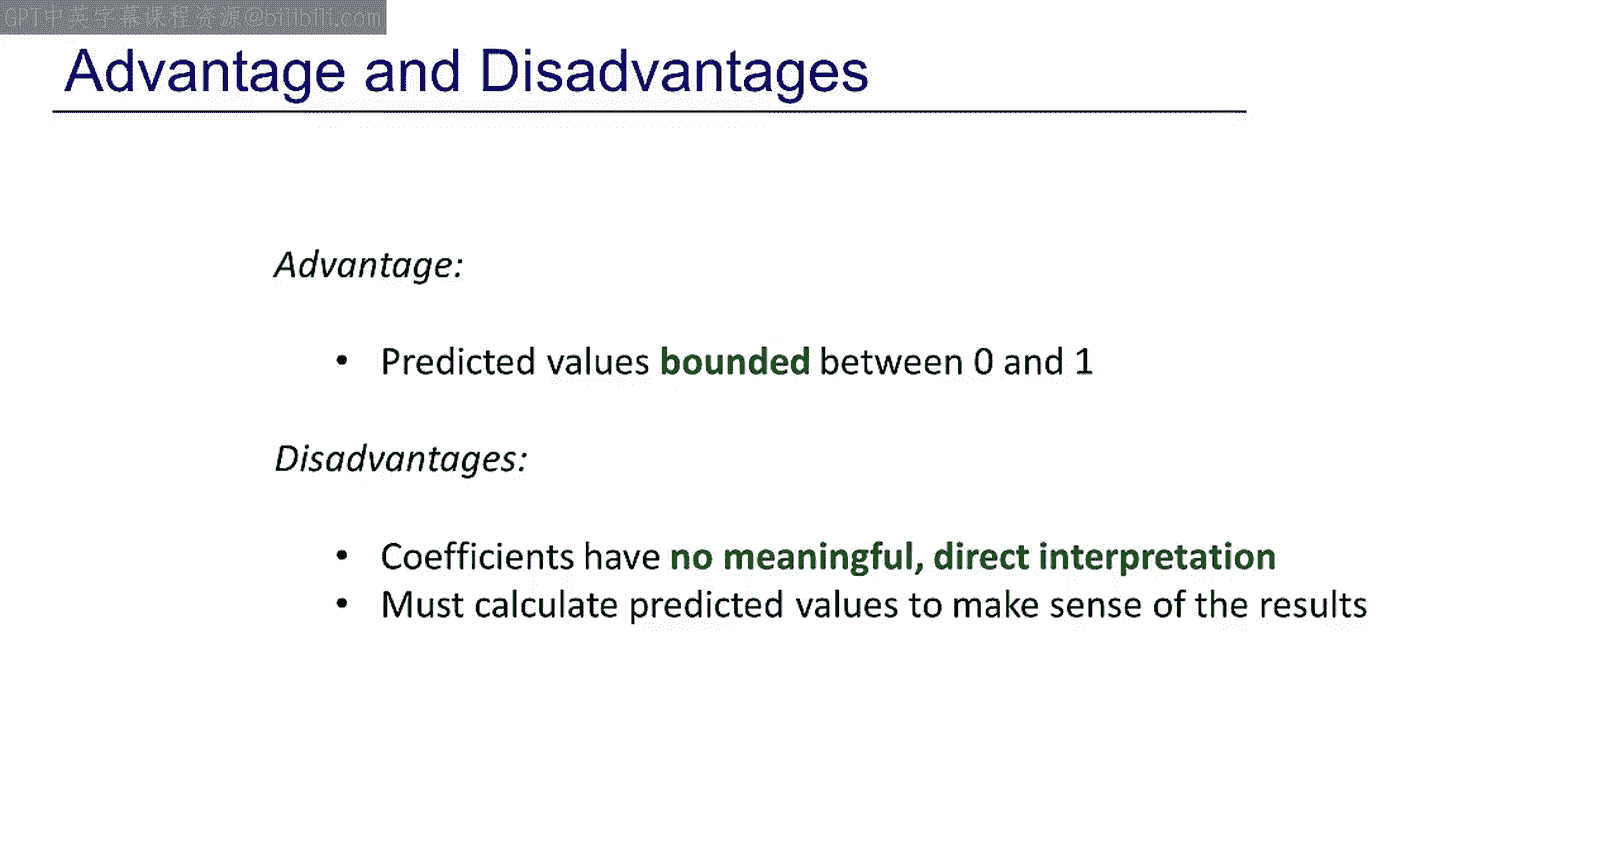 GPT中英字幕课程资源@bilibili.com
Advantage and Disadvantages
Advantage:
• Predicted values bounded between 0 and 1
Disadvantages:
• Coefficients have no meaningful, direct interpretation
• Must calculate predicted values to make sense of the results